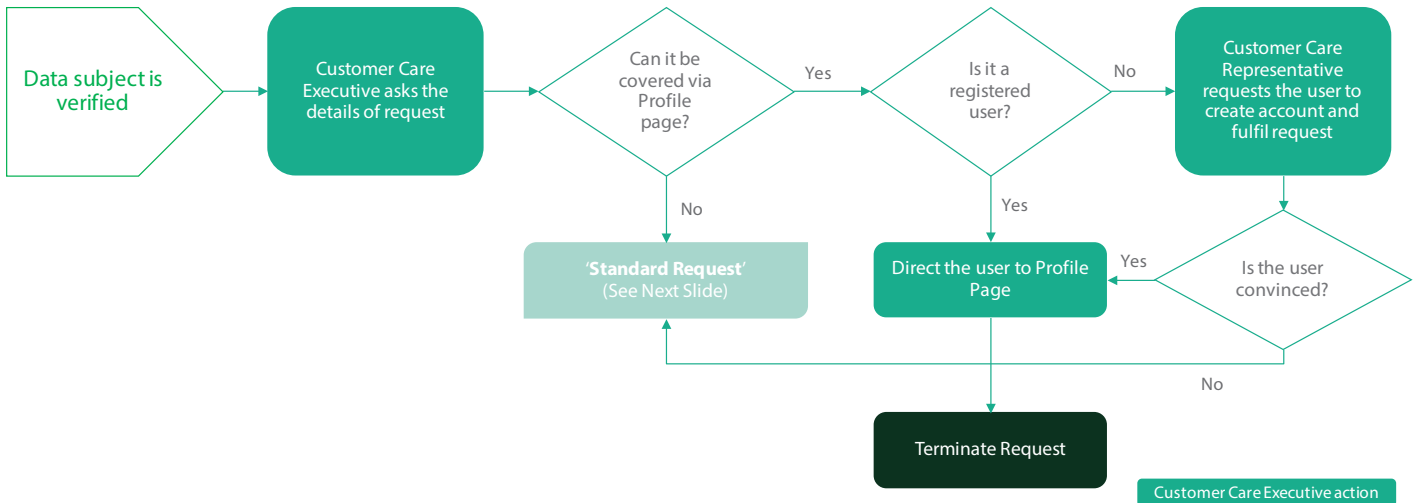 Data subject is
verified
Customer Care
Executive asks the
details of request
Can it be
covered via
Profile
page?
Yes
Is it a
registered
user?
No
Customer Care
Representative
requests the user to
create account and
fulfil request
No
Yes
'Standard Request'
(See Next Slide)
Direct the user to Profile
Page
Yes
Is the user
convinced?
No
Terminate Request
Customer Care Executive action